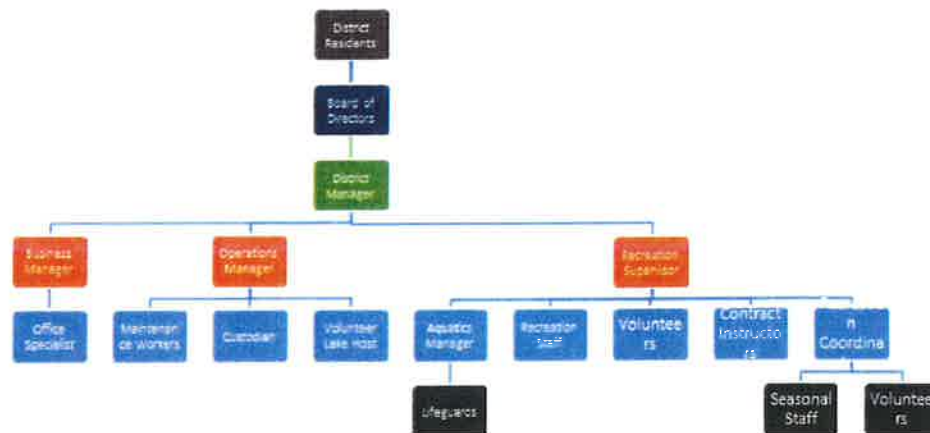 District
Residents
Board of
Directors
District
Manager
Business
Manager
Operations
Manager
Recreation
Supervisor
Office
Specialist
Maintenan
ce Workers
Custodian
Volunteer
Lake Host
Aquatics
Manager
Recreation
Staff
Voluntee
rs
Contract
Instructo
rs
n
Coordina
Lifeguards
Seasonal
Staff
Voluntee
rs